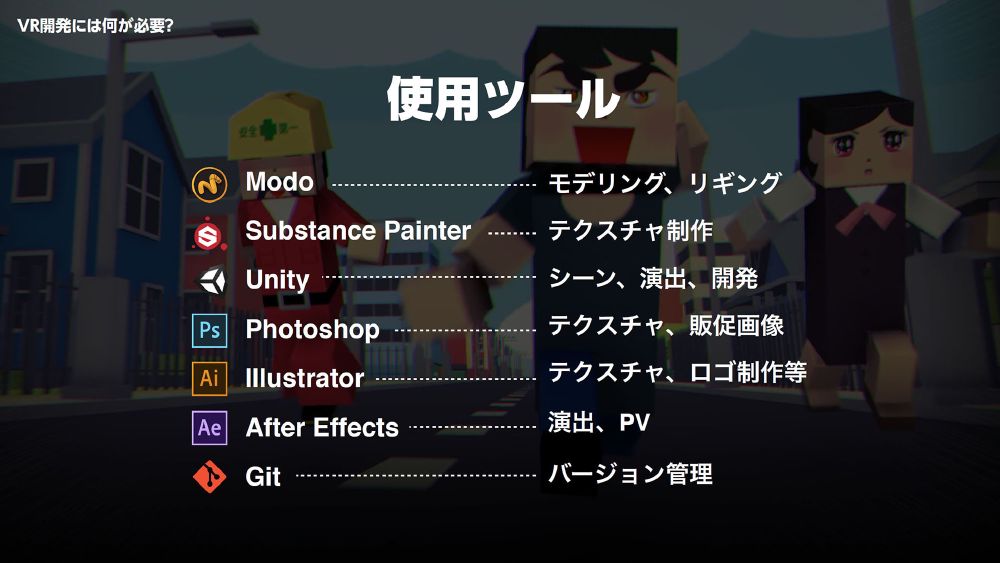 VR開発には何が必要?
使用ツール
安全 第一
Modo モデリング、リギング
Substance Painter テクスチャ制作
Unity シーン、演出、開発
Ps Photoshop テクスチャ、販促画像
Ai Illustrator テクスチャ、ロゴ制作等
Ae After Effects 演出、PV
Git バージョン管理